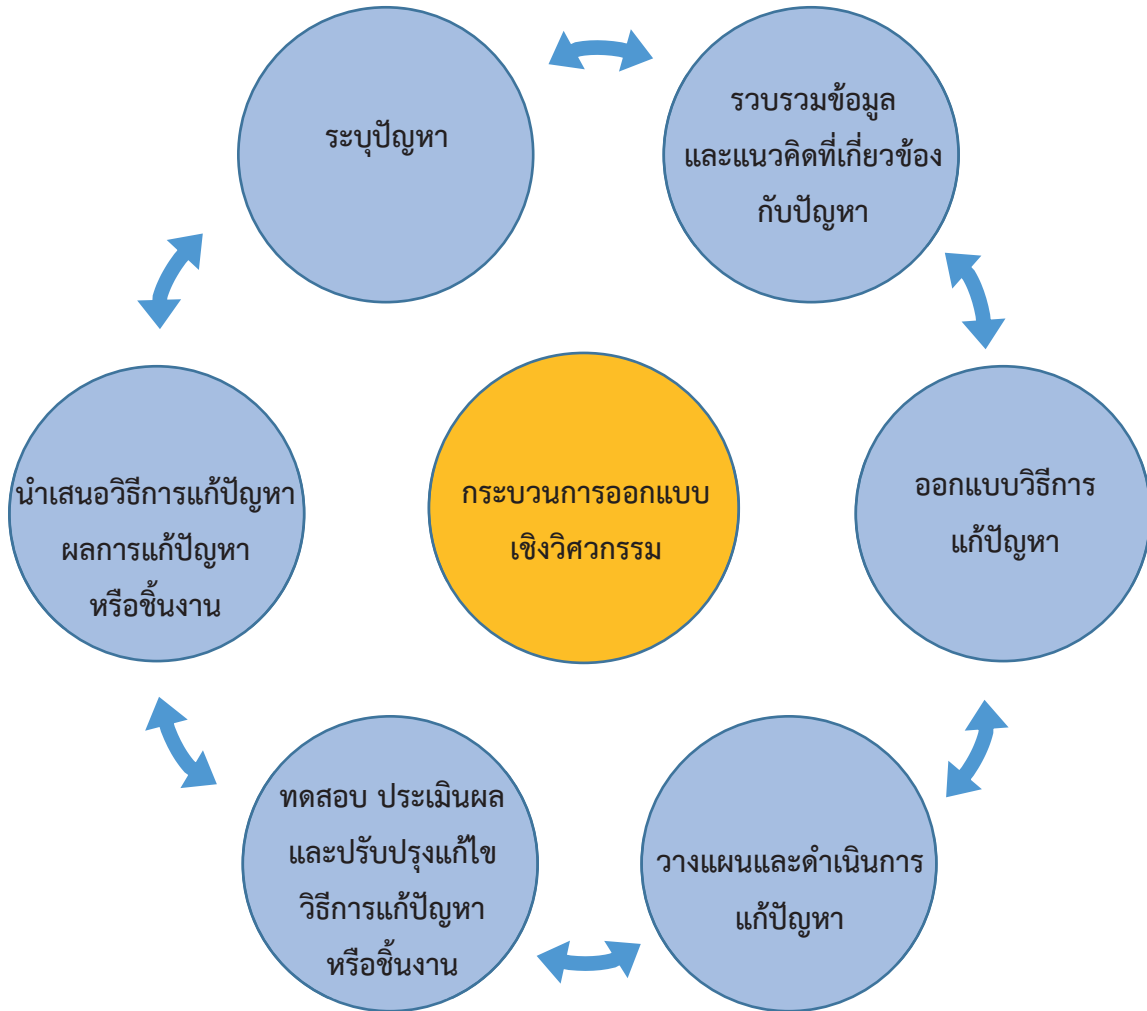 ระบุปัญหา
รวบรวมข้อมูล
และแนวคิดที่เกี่ยวข้อง
กับปัญหา
ออกแบบวิธีการ
แก้ปัญหา
วางแผนและดำเนินการ
แก้ปัญหา
ทดสอบ ประเมินผล
และปรับปรุงแก้ไข
วิธีการแก้ปัญหา
หรือชิ้นงาน
นำเสนอวิธีการแก้ปัญหา
ผลการแก้ปัญหา
หรือชิ้นงาน
กระบวนการออกแบบ
เชิงวิศวกรรม